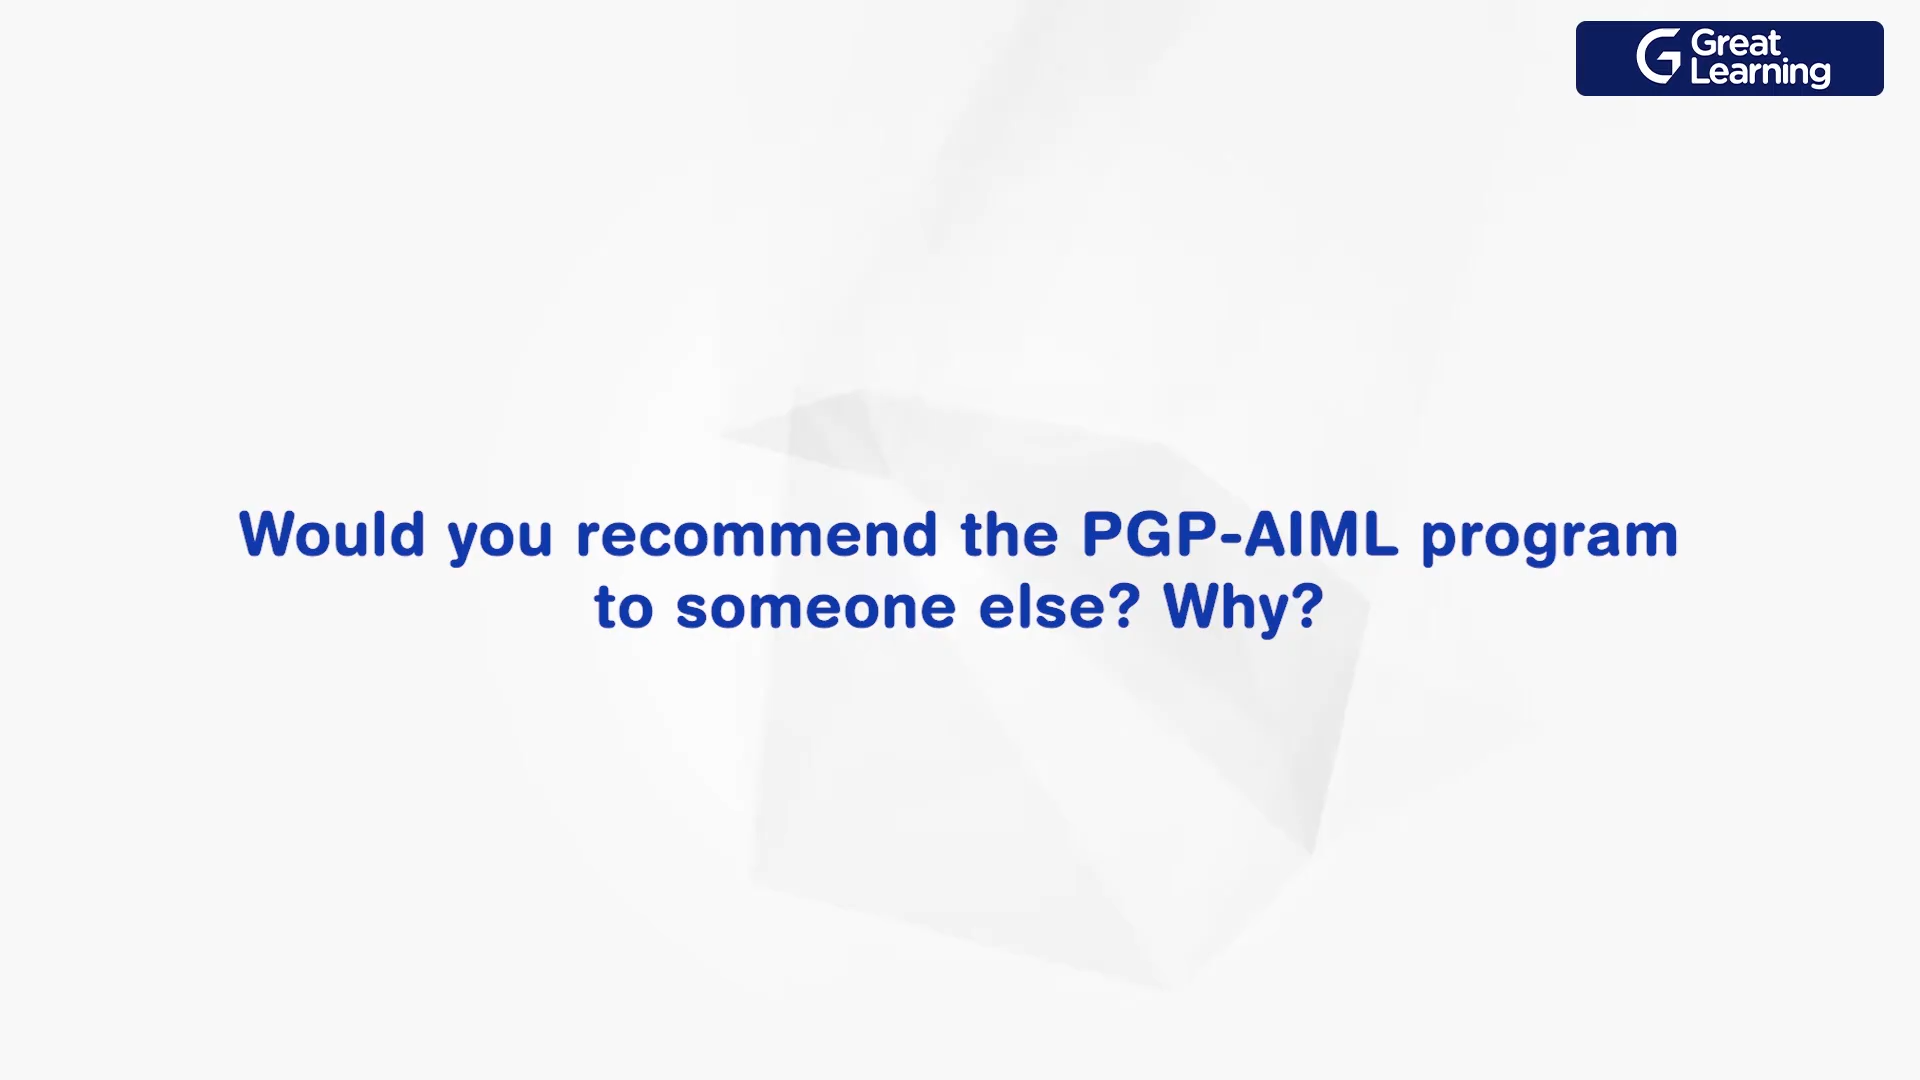 Great
Learning
Would you recommend the PGP-AIML program
to someone else? Why?